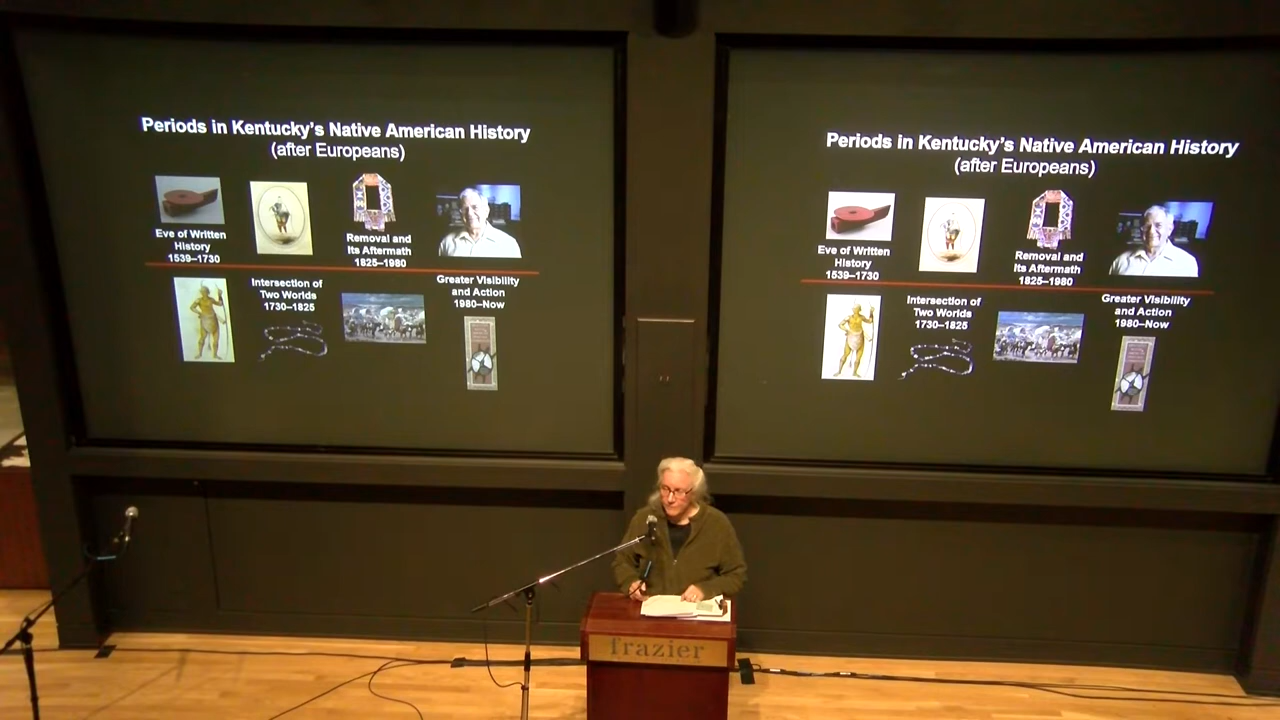 Periods in Kentucky's Native American History
(after Europeans)
Eve of Written
History
1539–1730
Removal and
Its Aftermath
1825–1980
Intersection of
Two Worlds
1730–1825
Greater Visibility
and Action
1980–Now
Periods in Kentucky's Native American History
(after Europeans)
Eve of Written
History
1539–1730
Removal and
Its Aftermath
1825–1980
Intersection of
Two Worlds
1730–1825
Greater Visibility
and Action
1980–Now
frazier